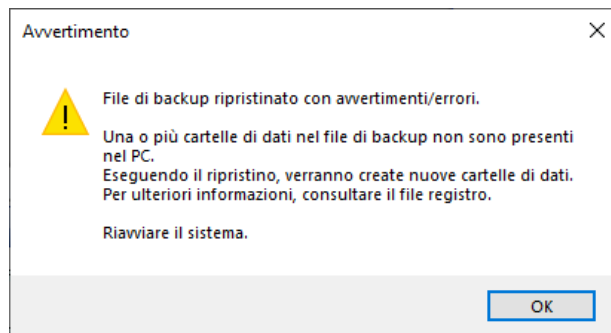 Avvertimento
File di backup ripristinato con avvertimenti/errori.
Una o più cartelle di dati nel file di backup non sono presenti
nel PC.
Eseguendo il ripristino, verranno create nuove cartelle di dati.
Per ulteriori informazioni, consultare il file registro.
Riavviare il sistema.
OK